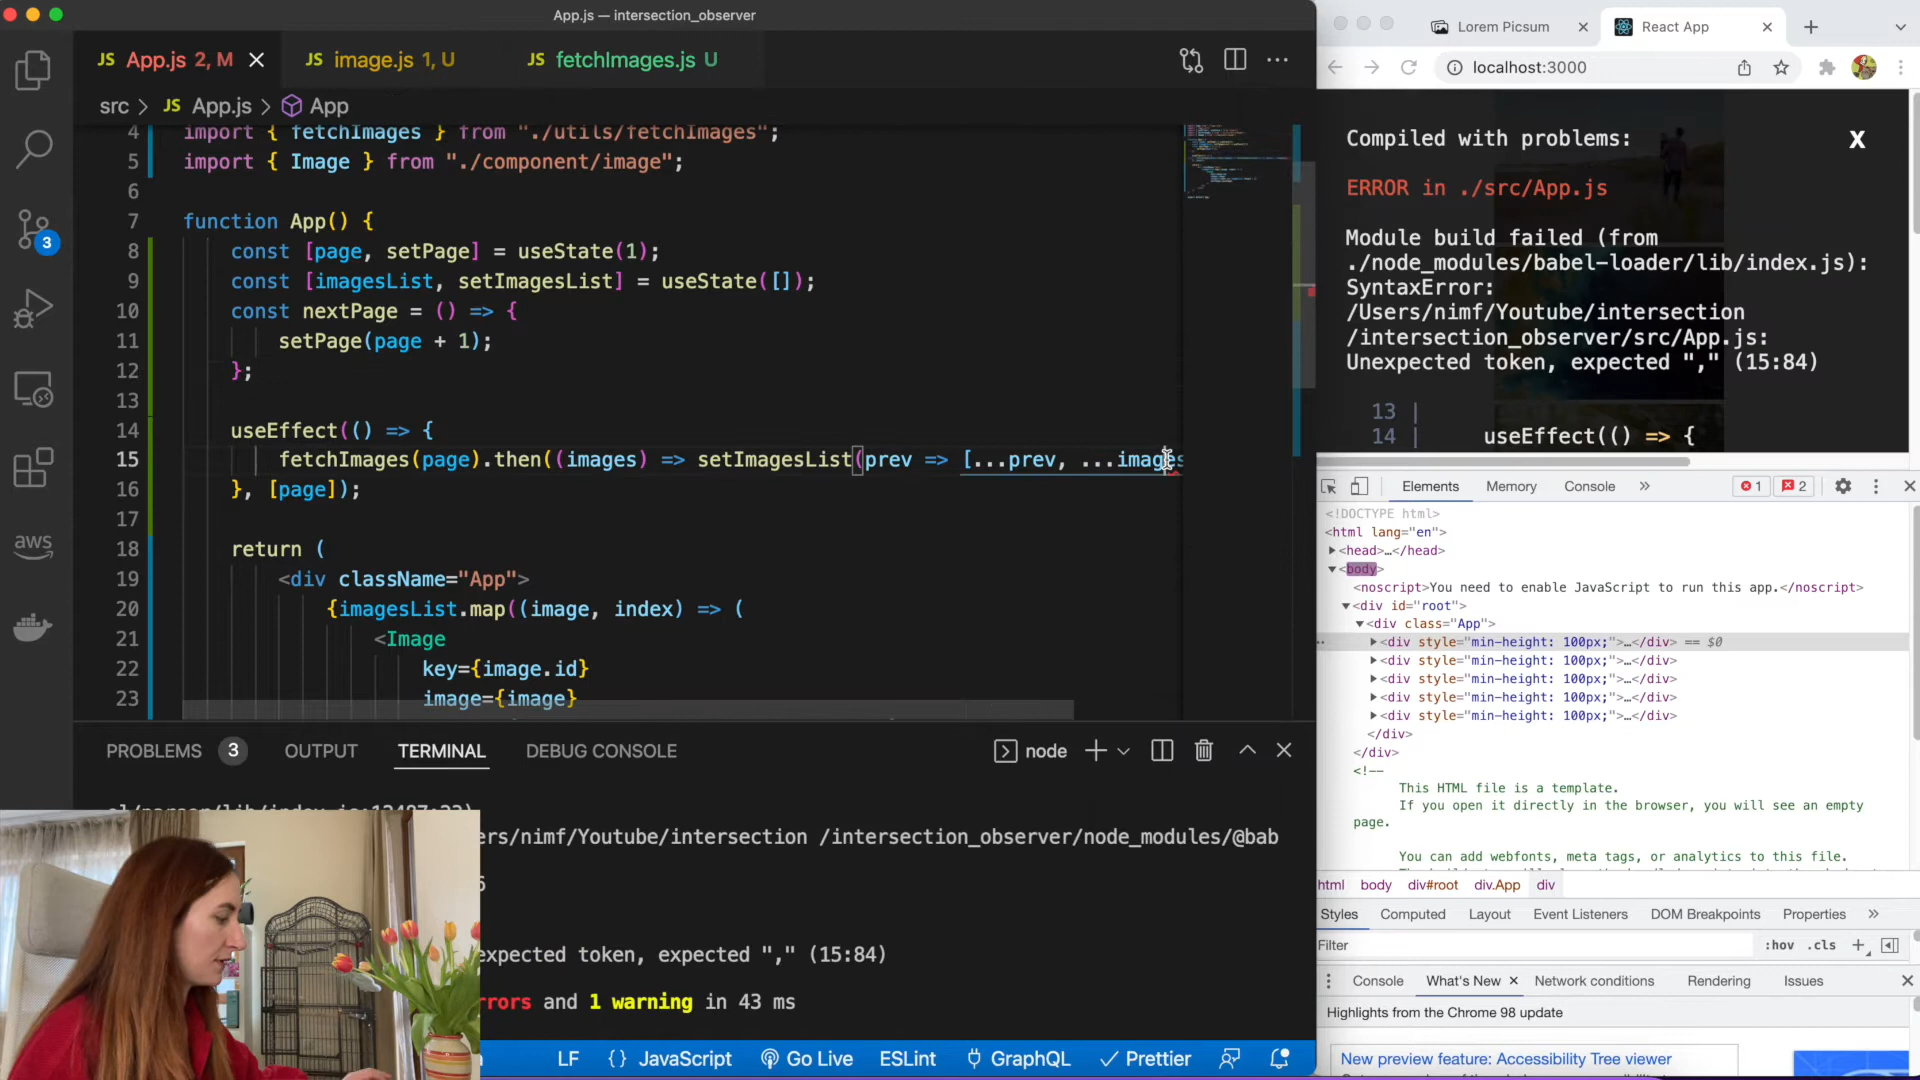 App.js — intersection_observer
JS App.js 2, M
JS image.js 1, U
JS fetchImages.js U
src > JS App.js > App
4 import { fetchImages } from "./utils/fetchImages";
5 import { Image } from "./component/image";
6
7 function App() {
8 const [page, setPage] = useState(1);
9 const [imagesList, setImagesList] = useState([]);
10 const nextPage = () => {
11 setPage(page + 1);
12 };
13
14 useEffect(() => {
15 fetchImages(page).then((images) => setImagesList(prev => [...prev, ...images
16 }, [page]);
17
18 return (
19 <div className="App">
20 {imagesList.map((image, index) => (
21 <Image
22 key={image.id}
23 image={image}
3
aws
PROBLEMS 3 OUTPUT TERMINAL DEBUG CONSOLE
node
ers/nimf/Youtube/intersection /intersection_observer/node_modules/@bab
expected token, expected "," (15:84)
rrors and 1 warning in 43 ms
LF {} JavaScript Go Live ESLint GraphQL Prettier
Lorem Picsum
React App
localhost:3000
Compiled with problems:
X
ERROR in ./src/App.js
Module build failed (from
./node_modules/babel-loader/lib/index.js):
SyntaxError:
/Users/nimf/Youtube/intersection
/intersection_observer/src/App.js:
Unexpected token, expected "," (15:84)
13 |
14 | useEffect(() => {
Elements Memory Console » 1 2
<!DOCTYPE html>
<html lang="en">
<head>…</head>
<body>
<noscript>You need to enable JavaScript to run this app.</noscript>
<div id="root">
<div class="App">
<div style="min-height: 100px;">…</div> == $0
<div style="min-height: 100px;">…</div>
<div style="min-height: 100px;">…</div>
<div style="min-height: 100px;">…</div>
<div style="min-height: 100px;">…</div>
</div>
</div>
<!--
This HTML file is a template.
If you open it directly in the browser, you will see an empty
page.
You can add webfonts, meta tags, or analytics to this file.
html body div#root div.App div
Styles Computed Layout Event Listeners DOM Breakpoints Properties »
Filter :hov .cls
Console What's New Network conditions Rendering Issues
Highlights from the Chrome 98 update
New preview feature: Accessibility Tree viewer